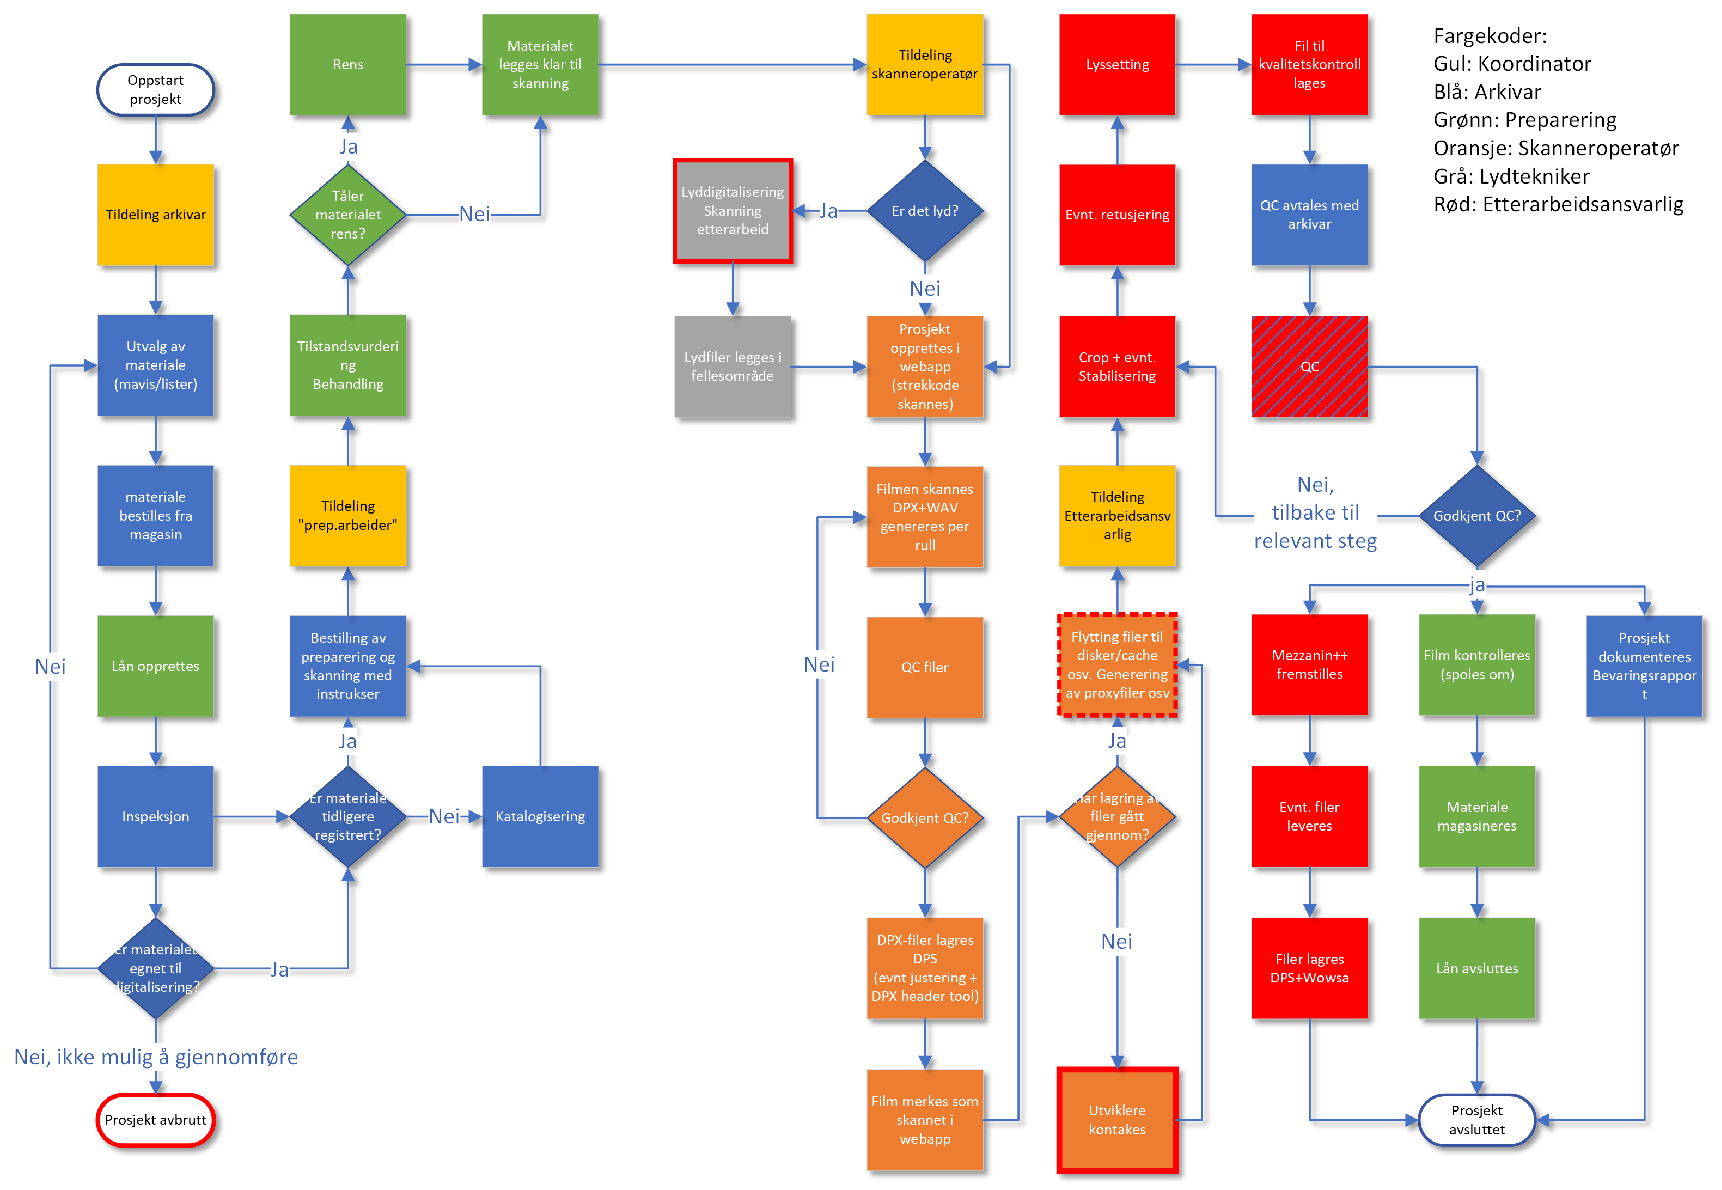 Oppstart
prosjekt
Tildeling arkivar
Utvalg av
materiale
(mavis/lister)
materiale
bestilles fra
magasin
Lån opprettes
Inspeksjon
Er materialet
egnet til
digitalisering?
Nei
Ja
Nei, ikke mulig å gjennomføre
Prosjekt avbrutt
Rens
Ja
Tåler
materialet
rens?
Nei
Tilstandsvurderi
ng
Behandling
Tildeling
"prep.arbeider"
Bestilling av
preparering og
skanning med
instrukser
Ja
Er materiale
tidligere
registrert?
Nei
Katalogisering
Materialet
legges klar til
skanning
Tildeling
skanneroperatør
Er det lyd?
Ja
Lyddigitalisering
Skanning
etterarbeid
Lydfiler legges i
fellesområde
Nei
Prosjekt
opprettes i
webapp
(strekkode
skannes)
Filmen skannes
DPX+WAV
genereres per
rull
QC filer
Nei
Godkjent QC?
DPX-filer lagres
DPS
(evnt justering +
DPX header tool)
Film merkes som
skannet i
webapp
Lyssetting
Evnt. retusjering
Crop + evnt.
Stabilisering
Tildeling
Etterarbeidsansv
arlig
Flytting filer til
disker/cache
osv. Generering
av proxyfiler osv
Ja
har lagring av
filer gått
gjennom?
Nei
Utviklere
kontakes
Fil til
kvalitetskontroll
lages
QC avtales med
arkivar
QC
Nei,
tilbake til
relevant steg
Godkjent QC?
ja
Mezzanin++
fremstilles
Evnt. filer
leveres
Filer lagres
DPS+Wowsa
Film kontrolleres
(spoles om)
Materiale
magasineres
Lån avsluttes
Prosjekt
dokumenteres
Bevaringsrappor
t
Prosjekt
avsluttet
Fargekoder:
Gul: Koordinator
Blå: Arkivar
Grønn: Preparering
Oransje: Skanneroperatør
Grå: Lydtekniker
Rød: Etterarbeidsansvarlig